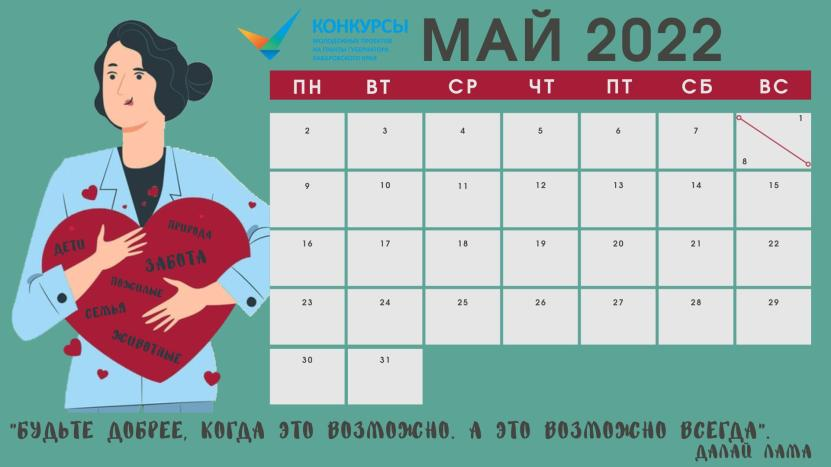 КОНКУРСЫ
МОЛОДЕЖНЫХ ПРОЕКТОВ
НА ГРАНТЫ ГУБЕРНАТОРА
ХАБАРОВСКОГО КРАЯ
МАЙ 2022
ПН ВТ СР ЧТ ПТ СБ ВС
1
2 3 4 5 6 7 8
9 10 11 12 13 14 15
16 17 18 19 20 21 22
23 24 25 26 27 28 29
30 31
ПРИРОДА
ДЕТИ
ЗАБОТА
ПОЖИЛЫЕ
СЕМЬЯ
ЖИВОТНЫЕ
"БУДЬТЕ ДОБРЕЕ, КОГДА ЭТО ВОЗМОЖНО. А ЭТО ВОЗМОЖНО ВСЕГДА".
ДАЛАЙ ЛАМА